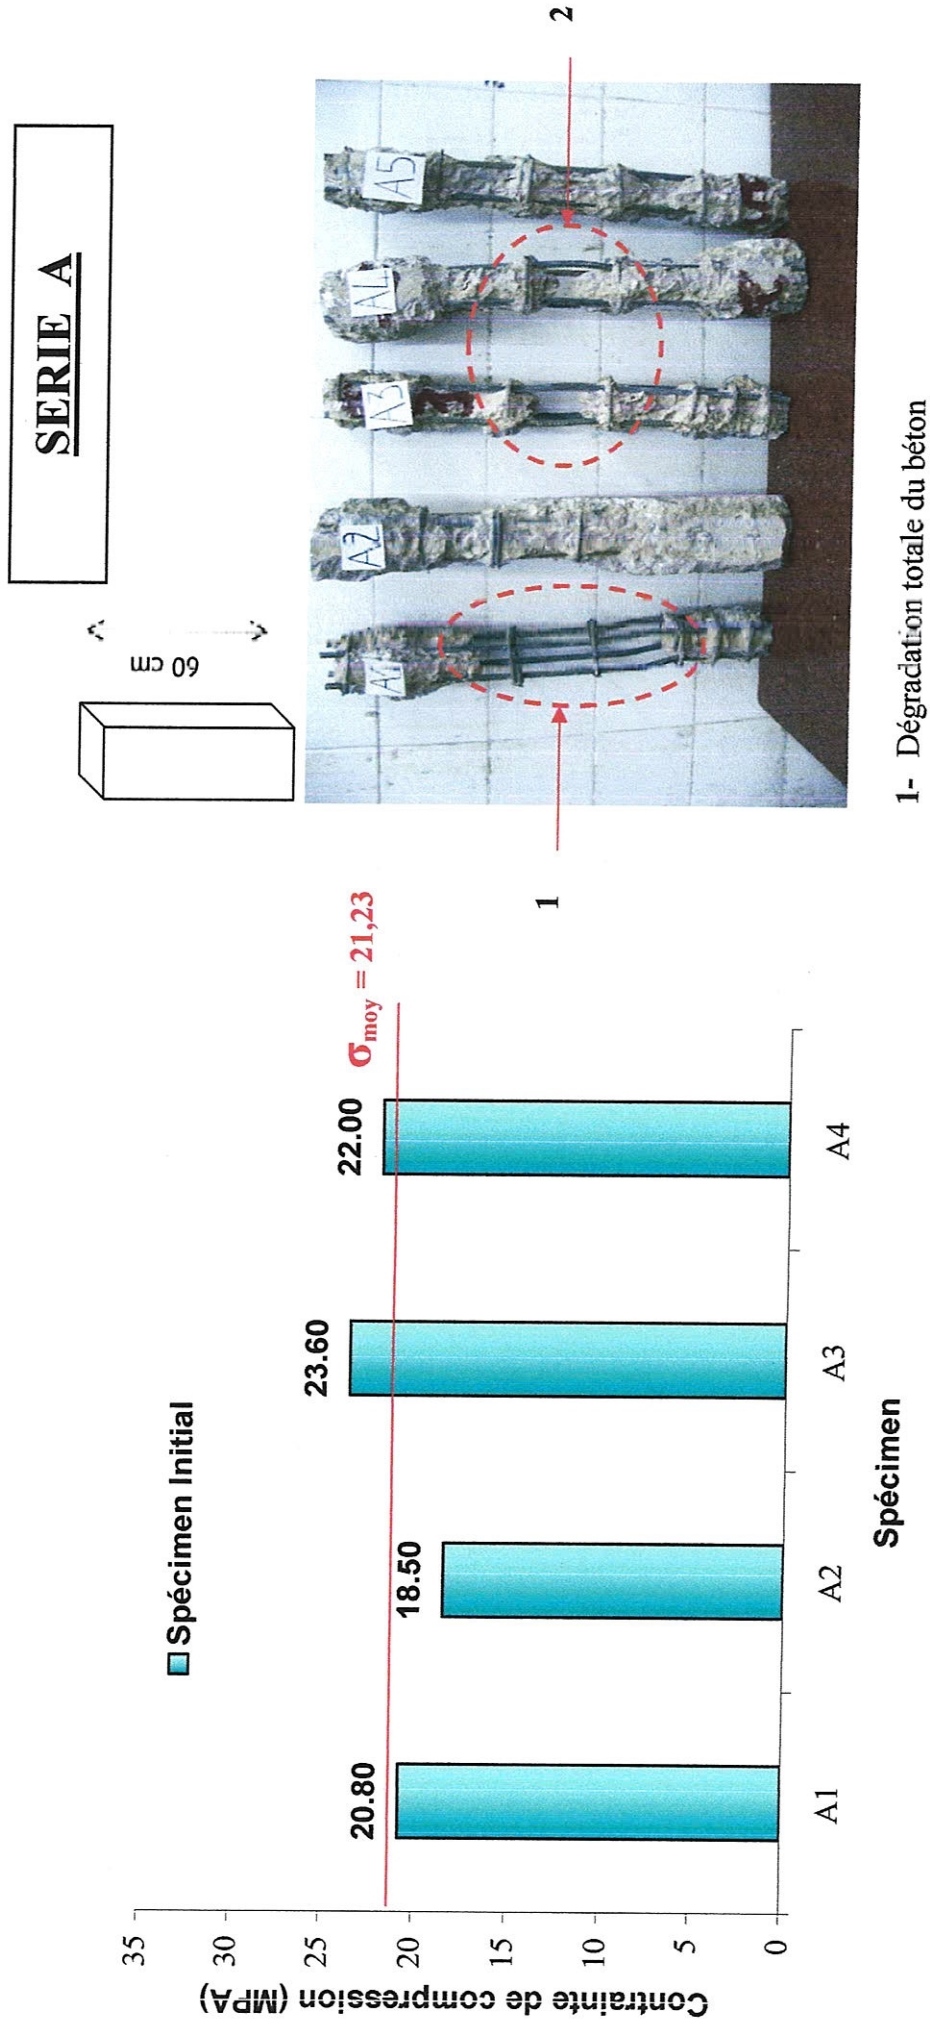 SERIE A
60 cm
Spécimen Initial
Contrainte de compression (MPA)
35
30
25
20
15
10
5
0
20.80
18.50
23.60
22.00
σmoy = 21,23
A1
A2
A3
A4
Spécimen
A1
A2
A3
A4
A5
1
2
1- Dégradation totale du béton